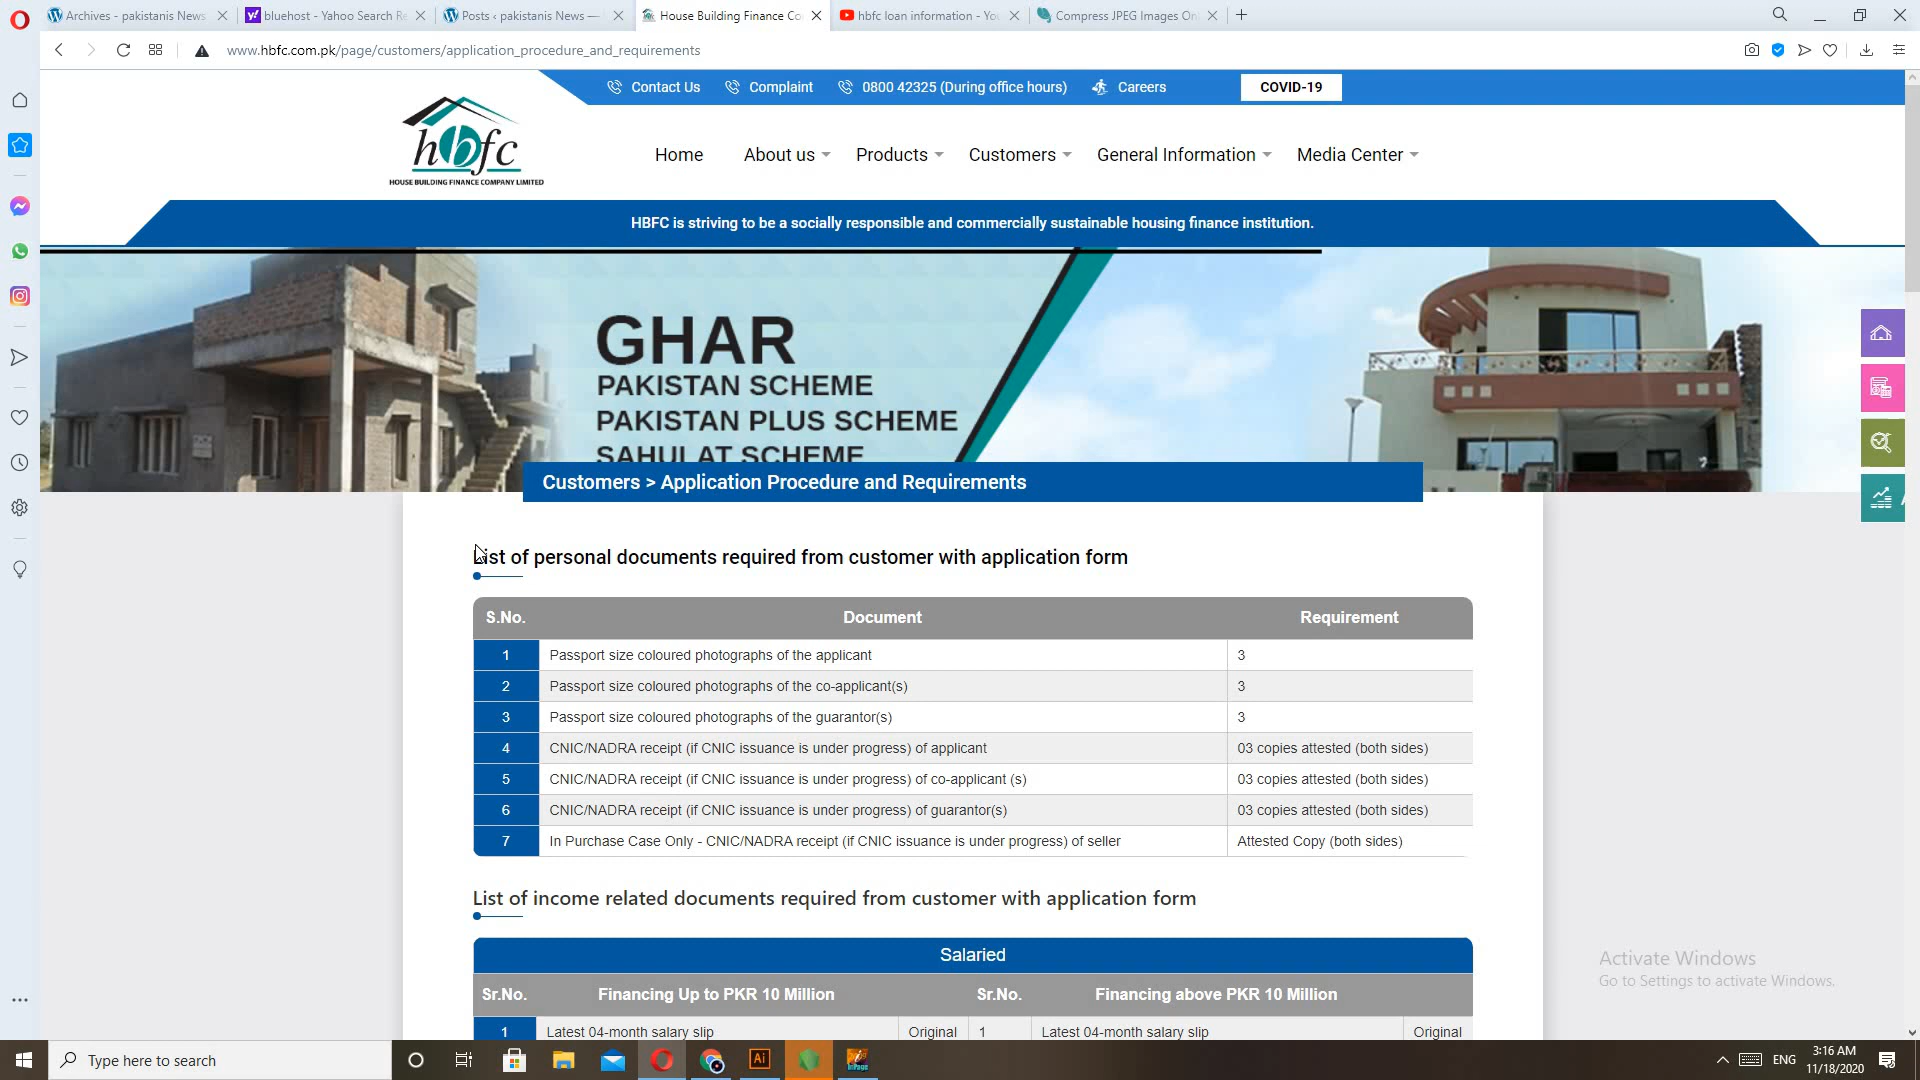 Archives - pakistanis News
bluehost - Yahoo Search Re
Posts ‹ pakistanis News —
House Building Finance Co
hbfc loan information - You
Compress JPEG Images On
www.hbfc.com.pk/page/customers/application_procedure_and_requirements
Contact Us
Complaint
0800 42325 (During office hours)
Careers
COVID-19
hbfc
HOUSE BUILDING FINANCE COMPANY LIMITED
Home
About us
Products
Customers
General Information
Media Center
HBFC is striving to be a socially responsible and commercially sustainable housing finance institution.
GHAR
PAKISTAN SCHEME
PAKISTAN PLUS SCHEME
SAHULAT SCHEME
Customers > Application Procedure and Requirements
List of personal documents required from customer with application form
S.No. Document Requirement
1 Passport size coloured photographs of the applicant 3
2 Passport size coloured photographs of the co-applicant(s) 3
3 Passport size coloured photographs of the guarantor(s) 3
4 CNIC/NADRA receipt (if CNIC issuance is under progress) of applicant 03 copies attested (both sides)
5 CNIC/NADRA receipt (if CNIC issuance is under progress) of co-applicant (s) 03 copies attested (both sides)
6 CNIC/NADRA receipt (if CNIC issuance is under progress) of guarantor(s) 03 copies attested (both sides)
7 In Purchase Case Only - CNIC/NADRA receipt (if CNIC issuance is under progress) of seller Attested Copy (both sides)
List of income related documents required from customer with application form
Salaried
Sr.No. Financing Up to PKR 10 Million Sr.No. Financing above PKR 10 Million
1 Latest 04-month salary slip Original 1 Latest 04-month salary slip Original
Activate Windows
Go to Settings to activate Windows.
Type here to search
Ai
ENG
3:16 AM
11/18/2020